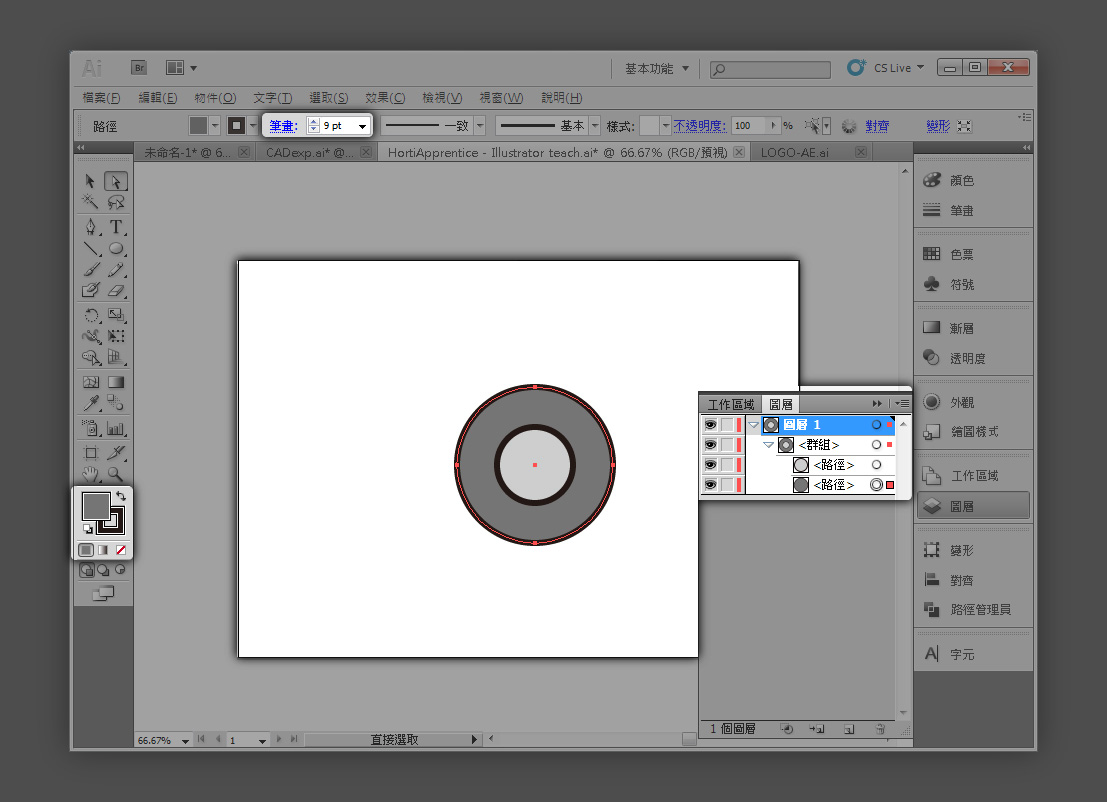 Ai Br 基本功能 CS Live
檔案(F) 編輯(E) 物件(O) 文字(T) 選取(S) 效果(C) 檢視(V) 視窗(W) 說明(H)
路徑 筆畫: 9 pt 一致 基本 樣式: 不透明度: 100 % 對齊 變形
未命名-1* @ 6... CADexp.ai* @... HortiApprentice - Illustrator teach.ai* @ 66.67% (RGB/預視) LOGO-AE.ai
顏色
筆畫
色票
符號
漸層
透明度
外觀
繪圖樣式
工作區域
圖層
變形
對齊
路徑管理員
字元
工作區域 圖層
圖層 1
<群組>
<路徑>
<路徑>
1 個圖層
66.67% 1 直接選取